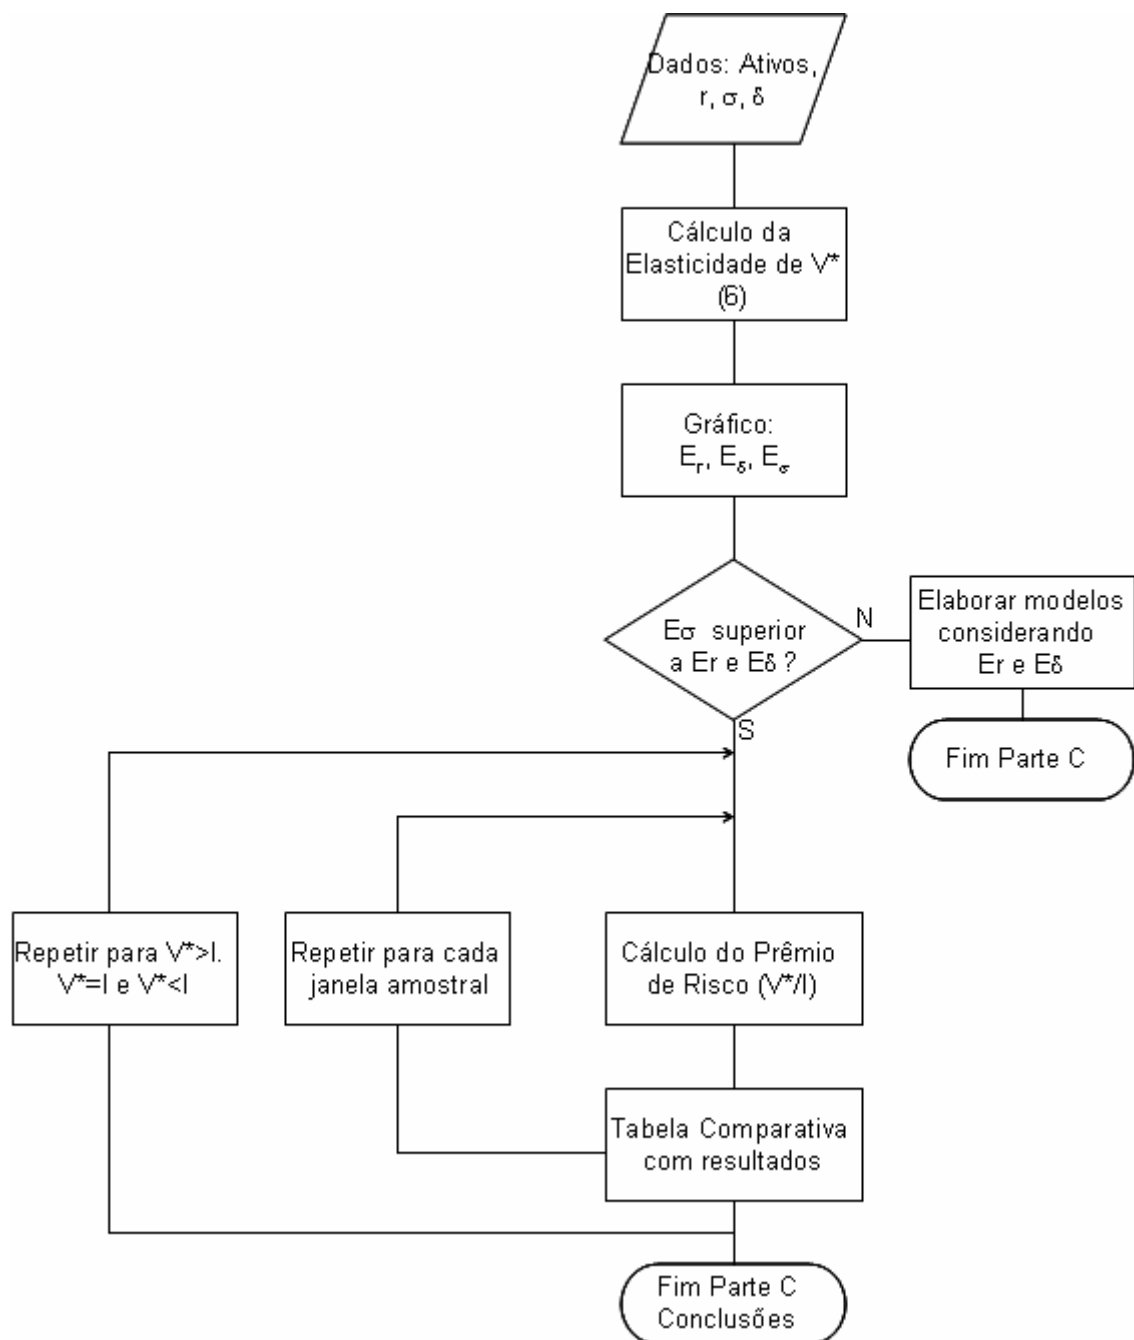 Dados: Ativos,
r, σ, δ
Cálculo da
Elasticidade de V*
(6)
Gráfico:
Eᵣ, E_δ, E_σ
Eσ superior
a Er e Eδ ?
N
Elaborar modelos
considerando
Er e Eδ
S
Fim Parte C
Repetir para V*>I.
V*=I e V*<I
Repetir para cada
janela amostral
Cálculo do Prêmio
de Risco (V*/I)
Tabela Comparativa
com resultados
Fim Parte C
Conclusões